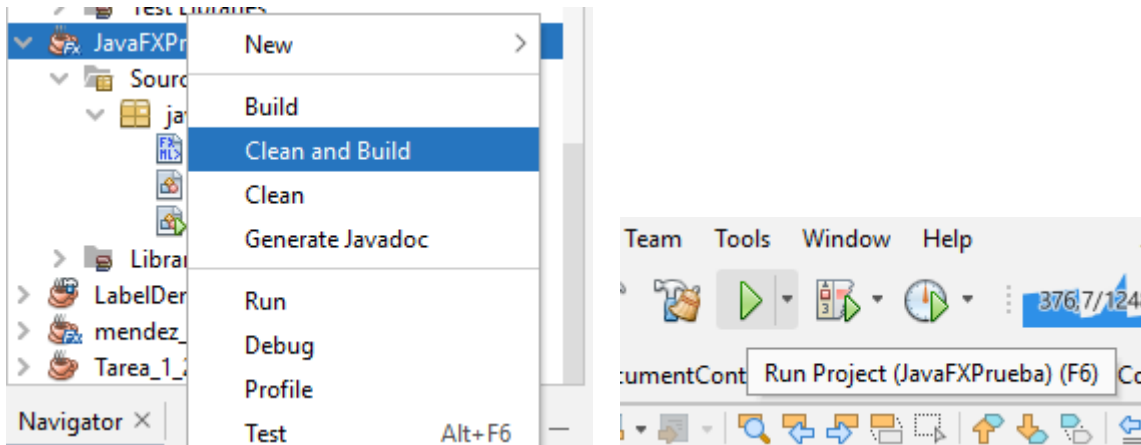 Test Libraries
JavaFXPr
New
Sourc
Build
Clean and Build
Clean
Generate Javadoc
Librar
LabelDer
Run
mendez_
Debug
Tarea_1_2
Profile
Navigator
Test Alt+F6
Team Tools Window Help
376,7/124
cumentCont
Run Project (JavaFXPrueba) (F6)
Co